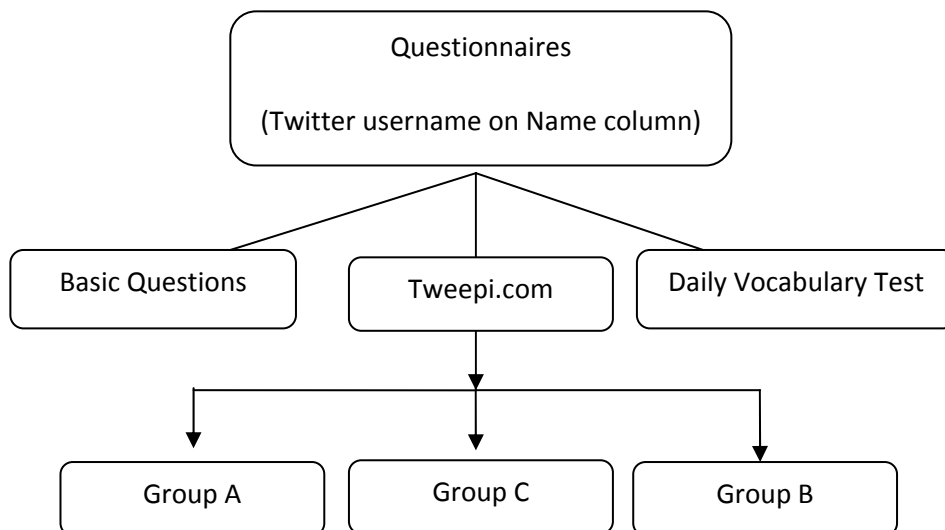 Questionnaires
(Twitter username on Name column)
Basic Questions
Tweepi.com
Daily Vocabulary Test
Group A
Group C
Group B